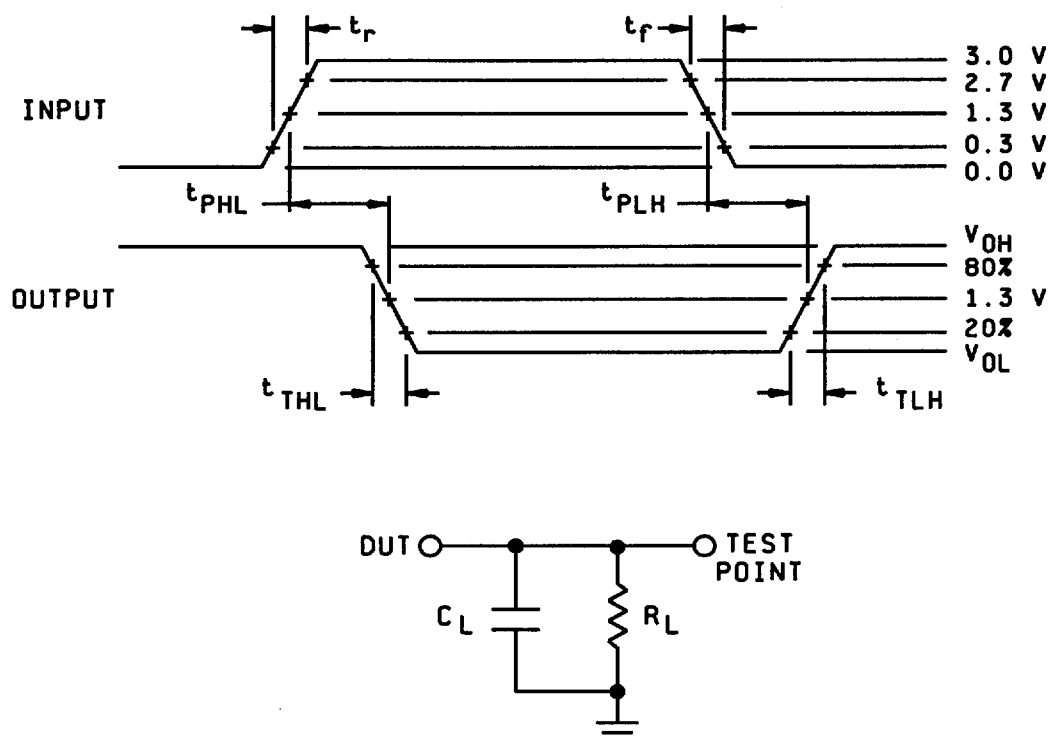 t_r
t_f
3.0 V
2.7 V
INPUT
1.3 V
0.3 V
0.0 V
t_PHL
t_PLH
V_OH
80%
OUTPUT
1.3 V
20%
V_OL
t_THL
t_TLH
DUT
TEST
POINT
C_L
R_L